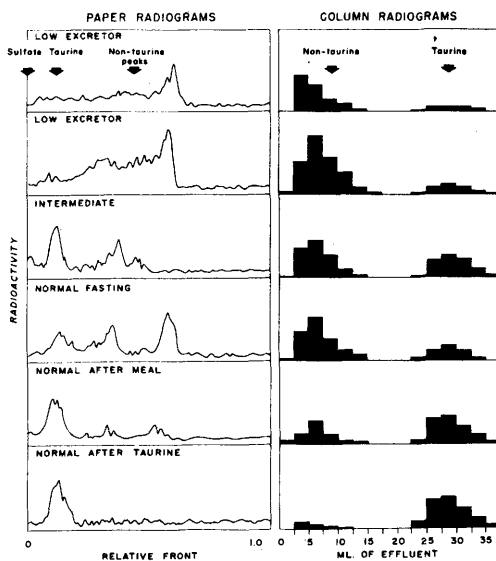 PAPER RADIOGRAMS
COLUMN RADIOGRAMS
LOW EXCRETOR
Sulfate Taurine
Non-taurine
peaks
Non-taurine
Taurine
LOW EXCRETOR
INTERMEDIATE
NORMAL FASTING
NORMAL AFTER MEAL
NORMAL AFTER TAURINE
RADIOACTIVITY
0 1.0
RELATIVE FRONT
0 5 10 15 20 25 30 35
ML. OF EFFLUENT